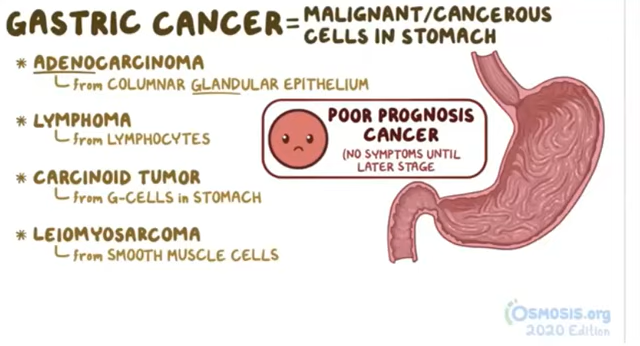 GASTRIC CANCER = MALIGNANT/CANCEROUS
CELLS IN STOMACH
* ADENOCARCINOMA
from COLUMNAR GLANDULAR EPITHELIUM
* LYMPHOMA
from LYMPHOCYTES
* CARCINOID TUMOR
from G-CELLS in STOMACH
* LEIOMYOSARCOMA
from SMOOTH MUSCLE CELLS
POOR PROGNOSIS
CANCER
(NO SYMPTOMS UNTIL
LATER STAGE
OSMOSIS.org
2020 Edition